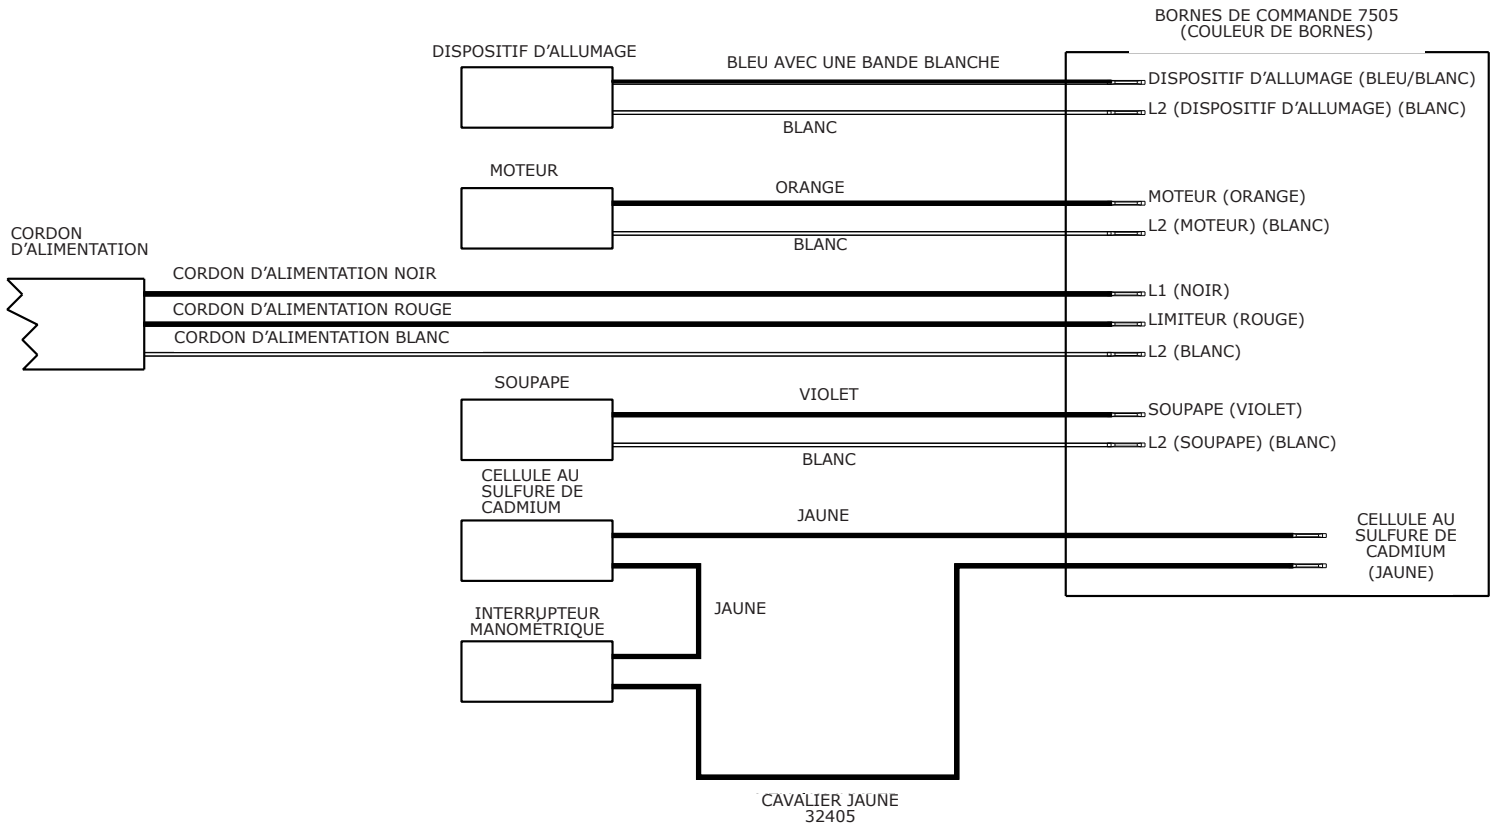 BORNES DE COMMANDE 7505
(COULEUR DE BORNES)
DISPOSITIF D’ALLUMAGE
BLEU AVEC UNE BANDE BLANCHE
DISPOSITIF D’ALLUMAGE (BLEU/BLANC)
L2 (DISPOSITIF D’ALLUMAGE) (BLANC)
BLANC
MOTEUR
ORANGE
MOTEUR (ORANGE)
L2 (MOTEUR) (BLANC)
BLANC
CORDON
D’ALIMENTATION
CORDON D’ALIMENTATION NOIR
L1 (NOIR)
CORDON D’ALIMENTATION ROUGE
LIMITEUR (ROUGE)
CORDON D’ALIMENTATION BLANC
L2 (BLANC)
SOUPAPE
VIOLET
SOUPAPE (VIOLET)
L2 (SOUPAPE) (BLANC)
BLANC
CELLULE AU
SULFURE DE
CADMIUM
JAUNE
CELLULE AU
SULFURE DE
CADMIUM
(JAUNE)
JAUNE
INTERRUPTEUR
MANOMÉTRIQUE
CAVALIER JAUNE
32405